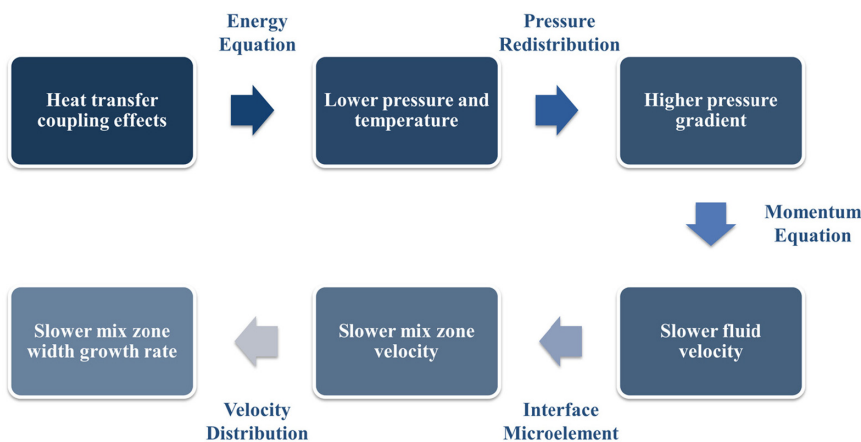 Energy
Equation
Pressure
Redistribution
Heat transfer
coupling effects
Lower pressure and
temperature
Higher pressure
gradient
Momentum
Equation
Slower mix zone
width growth rate
Slower mix zone
velocity
Slower fluid
velocity
Velocity
Distribution
Interface
Microelement